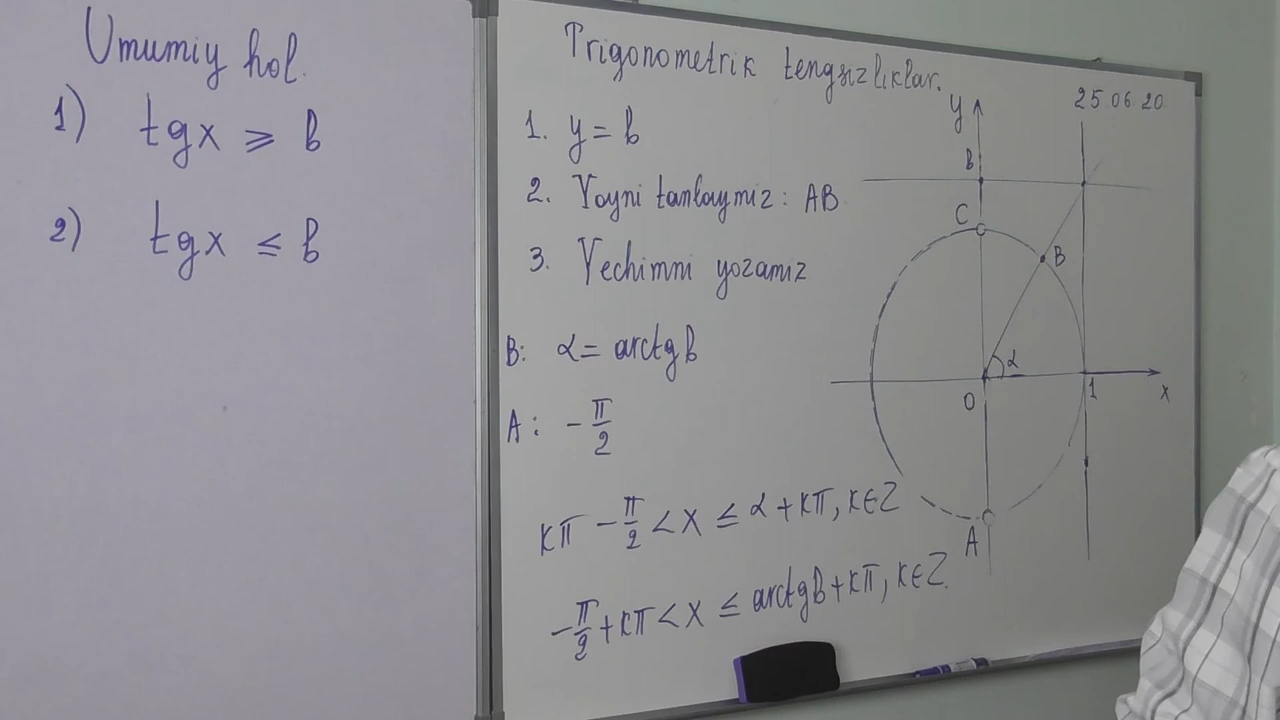 Umumiy hol.
1) tgx ⩾ b
2) tgx ≤ b
Trigonometrik tengsizliklar.
25.06.20
1. y = b
2. Yoyni tanlaymiz: AB
3. Yechimni yozamiz
B: α = arctg b
A: -π/2
kπ - π/2 < x ≤ α + kπ, k∈Z
-π/2 + kπ < x ≤ arctg b + kπ, k∈Z.
y
b
C
B
α
O
1
x
A